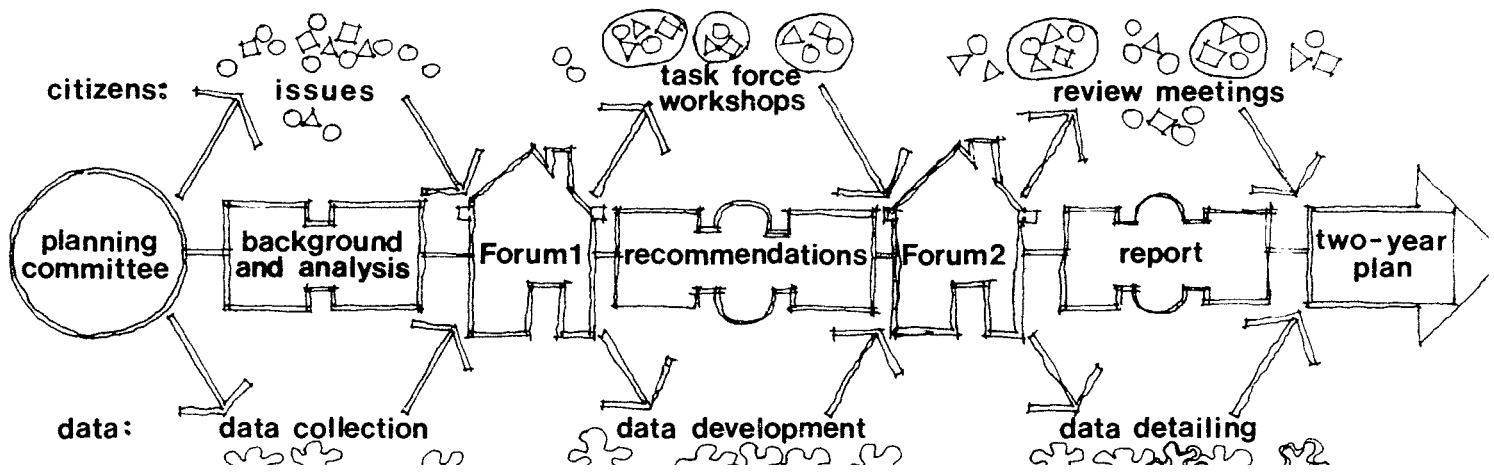 citizens:
issues
task force
workshops
review meetings
planning
committee
background
and analysis
Forum1
recommendations
Forum2
report
two-year
plan
data:
data collection
data development
data detailing